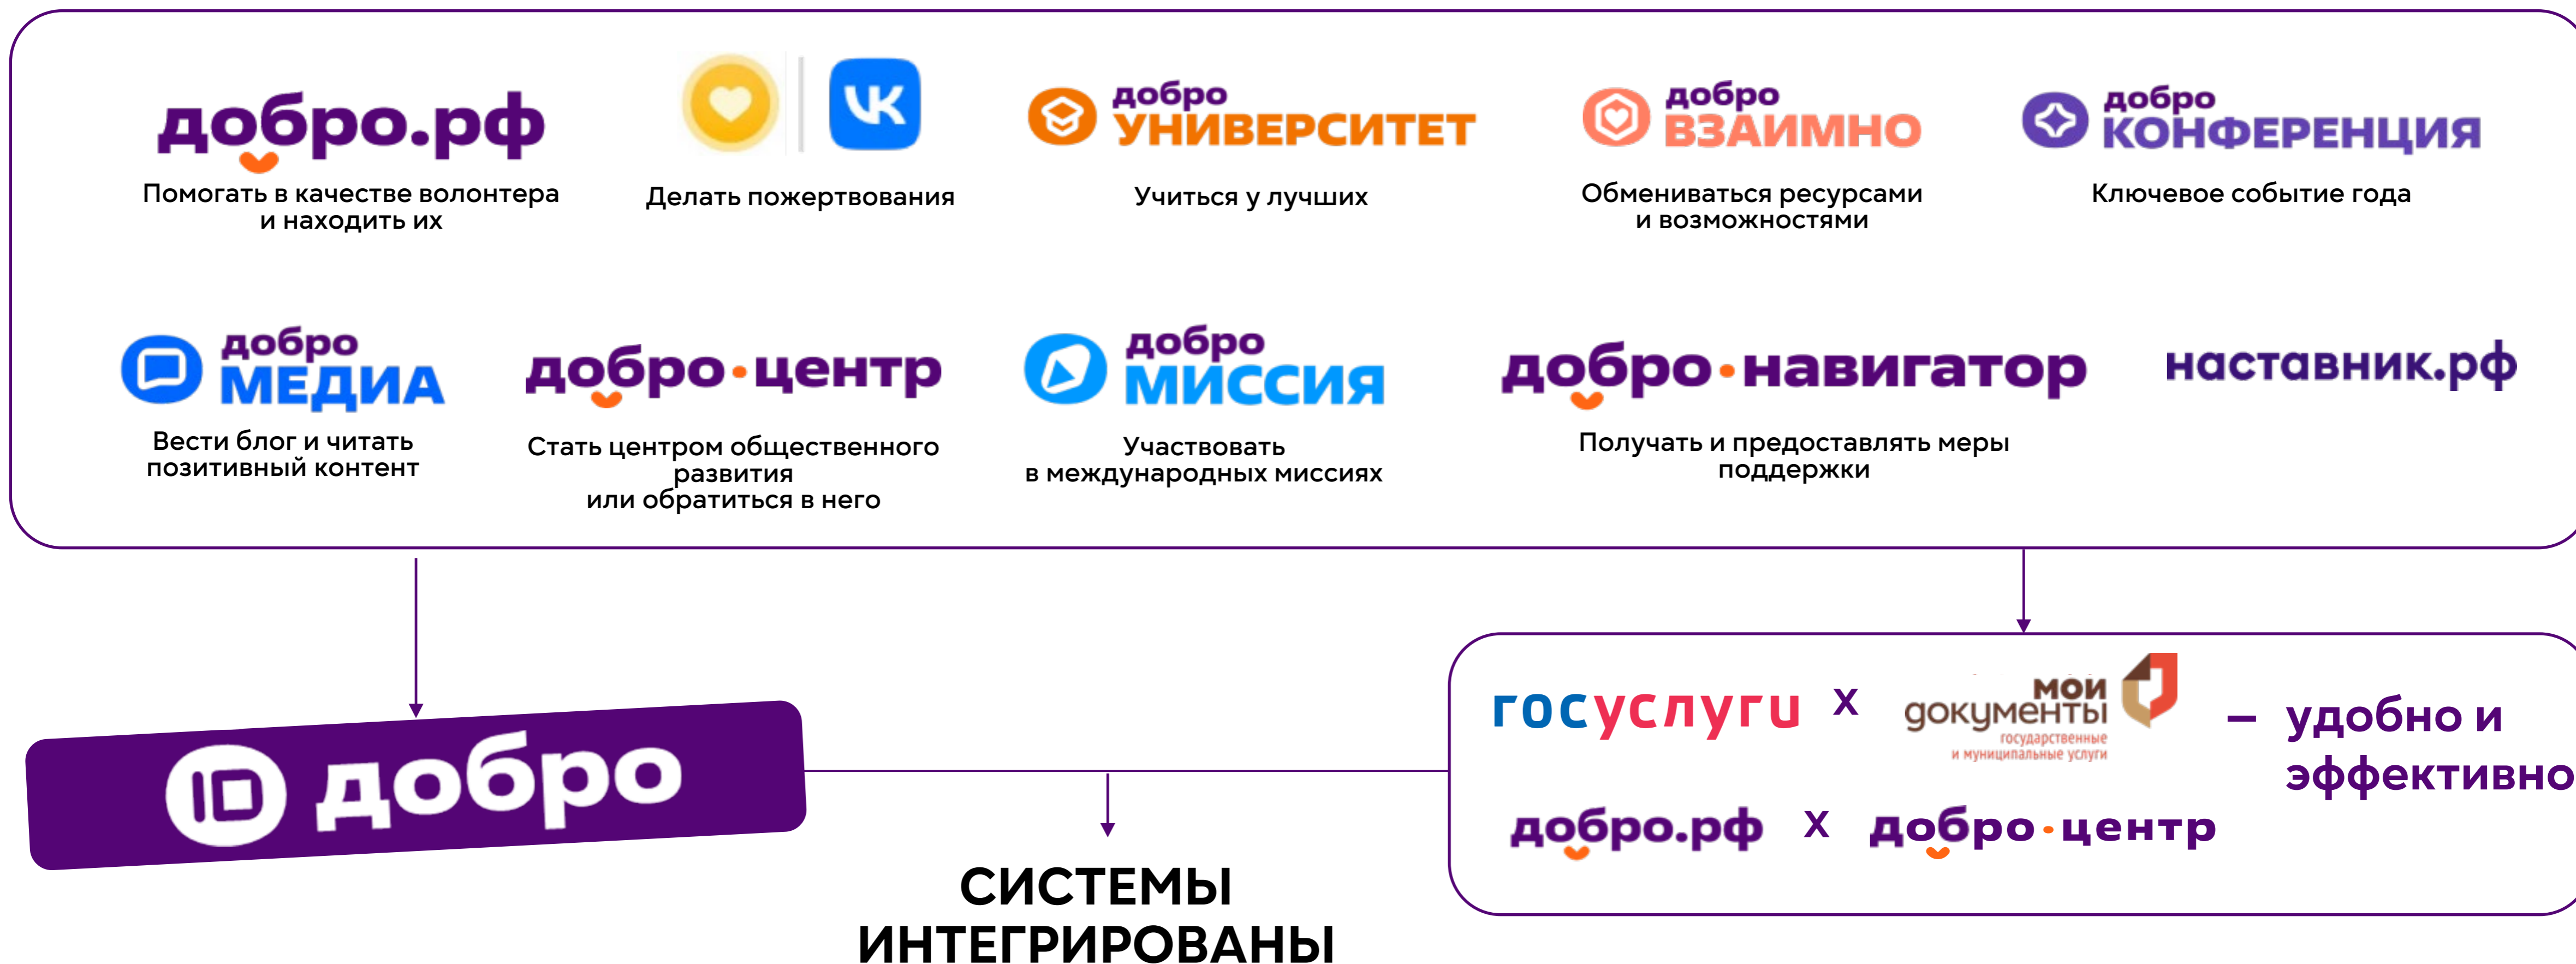 добро.рф
Помогать в качестве волонтера
и находить их
VK
Делать пожертвования
добро
УНИВЕРСИТЕТ
Учиться у лучших
добро
ВЗАИМНО
Обмениваться ресурсами
и возможностями
добро
КОНФЕРЕНЦИЯ
Ключевое событие года
добро
МЕДИА
Вести блог и читать
позитивный контент
добро•центр
Стать центром общественного
развития
или обратиться в него
добро
МИССИЯ
Участвовать
в международных миссиях
добро•навигатор
Получать и предоставлять меры
поддержки
наставник.рф
ID добро
СИСТЕМЫ
ИНТЕГРИРОВАНЫ
госуслуги X мои
документы
государственные
и муниципальные услуги
– удобно и
эффективно
добро.рф X добро•центр